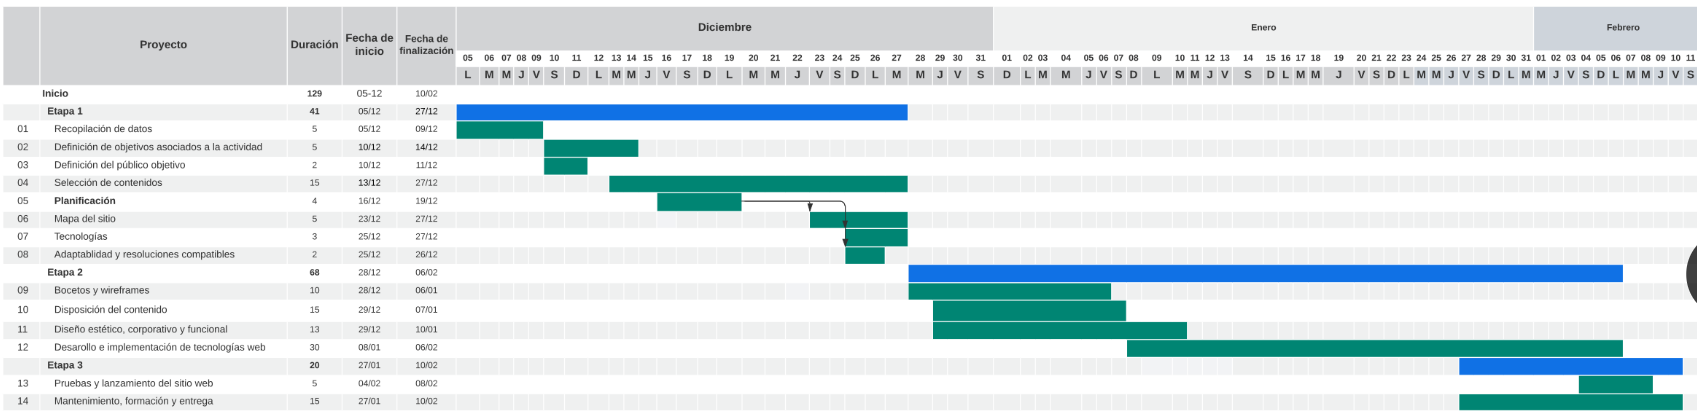 Diciembre Enero Febrero
Proyecto Duración Fecha de inicio Fecha de finalización
05 06 07 08 09 10 11 12 13 14 15 16 17 18 19 20 21 22 23 24 25 26 27 28 29 30 31 01 02 03 04 05 06 07 08 09 10 11 12 13 14 15 16 17 18 19 20 21 22 23 24 25 26 27 28 29 30 31 01 02 03 04 05 06 07 08 09 10 11
L M M J V S D L M M J V S D L M M J V S D L M M J V S D L M M J V S D L M M J V S D L M M J V S D L M M J V S D L M M J V S D L M M J V S
Inicio 129 05-12 10/02
Etapa 1 41 05/12 27/12
01 Recopilación de datos 5 05/12 09/12
02 Definición de objetivos asociados a la actividad 5 10/12 14/12
03 Definición del público objetivo 2 10/12 11/12
04 Selección de contenidos 15 13/12 27/12
05 Planificación 4 16/12 19/12
06 Mapa del sitio 5 23/12 27/12
07 Tecnologías 3 25/12 27/12
08 Adaptablidad y resoluciones compatibles 2 25/12 26/12
Etapa 2 68 28/12 06/02
09 Bocetos y wireframes 10 28/12 06/01
10 Disposición del contenido 15 29/12 07/01
11 Diseño estético, corporativo y funcional 13 29/12 10/01
12 Desarollo e implementación de tecnologías web 30 08/01 06/02
Etapa 3 20 27/01 10/02
13 Pruebas y lanzamiento del sitio web 5 04/02 08/02
14 Mantenimiento, formación y entrega 15 27/01 10/02